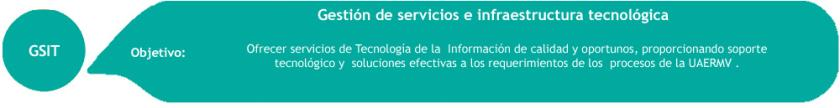 Gestión de servicios e infraestructura tecnológica
GSIT
Objetivo:
Ofrecer servicios de Tecnología de la Información de calidad y oportunos, proporcionando soporte
tecnológico y soluciones efectivas a los requerimientos de los procesos de la UAERMV .